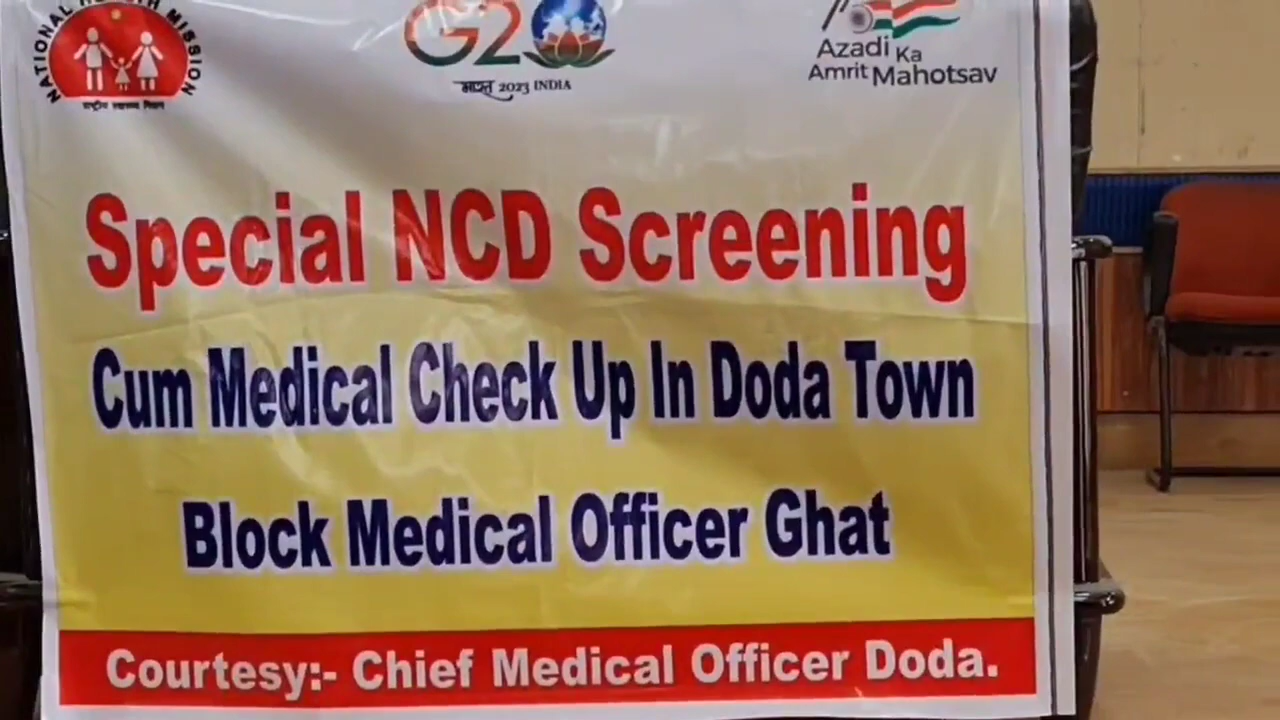 NATIONAL HEALTH MISSION
राष्ट्रीय स्वास्थ्य मिशन
G20
भारत 2023 INDIA
Azadi Ka
Amrit Mahotsav
Special NCD Screening
Cum Medical Check Up In Doda Town
Block Medical Officer Ghat
Courtesy:- Chief Medical Officer Doda.